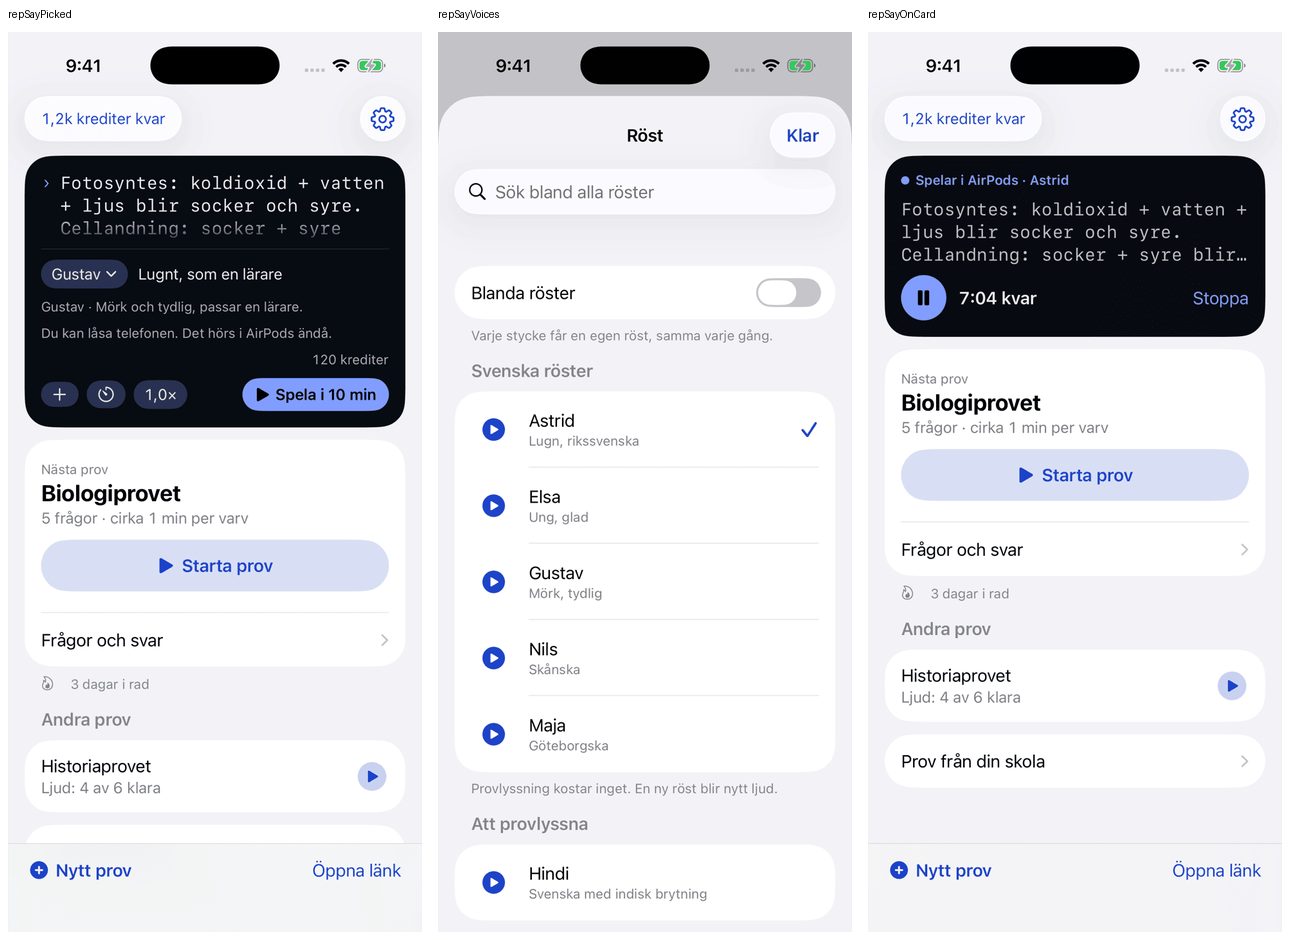 repSayPicked
9:41
1,2k krediter kvar
› Fotosyntes: koldioxid + vatten
+ ljus blir socker och syre.
Cellandning: socker + syre
Gustav
Lugnt, som en lärare
Gustav · Mörk och tydlig, passar en lärare.
Du kan låsa telefonen. Det hörs i AirPods ändå.
120 krediter
1,0×
Spela i 10 min
Nästa prov
Biologiprovet
5 frågor · cirka 1 min per varv
Starta prov
Frågor och svar
3 dagar i rad
Andra prov
Historiaprovet
Ljud: 4 av 6 klara
Nytt prov
Öppna länk
repSayVoices
9:41
Röst
Klar
Sök bland alla röster
Blanda röster
Varje stycke får en egen röst, samma varje gång.
Svenska röster
Astrid
Lugn, rikssvenska
Elsa
Ung, glad
Gustav
Mörk, tydlig
Nils
Skånska
Maja
Göteborgska
Provlyssning kostar inget. En ny röst blir nytt ljud.
Att provlyssna
Hindi
Svenska med indisk brytning
repSayOnCard
9:41
1,2k krediter kvar
Spelar i AirPods · Astrid
Fotosyntes: koldioxid + vatten +
ljus blir socker och syre.
Cellandning: socker + syre blir…
7:04 kvar
Stoppa
Nästa prov
Biologiprovet
5 frågor · cirka 1 min per varv
Starta prov
Frågor och svar
3 dagar i rad
Andra prov
Historiaprovet
Ljud: 4 av 6 klara
Prov från din skola
Nytt prov
Öppna länk